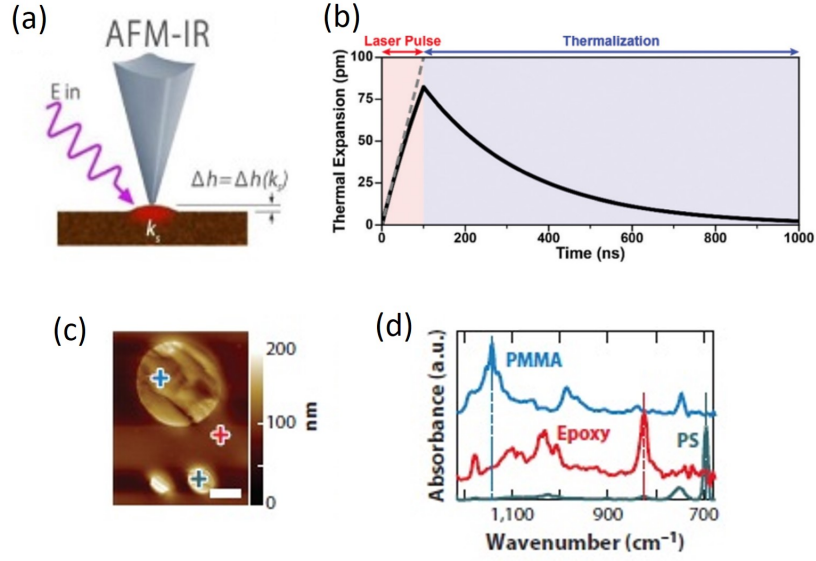 (a)
AFM-IR
E in
Δh=Δh(ks)
ks
(b)
Laser Pulse
Thermalization
Thermal Expansion (pm)
100
75
50
25
0
0
200
400
600
800
1000
Time (ns)
(c)
200
100
0
nm
(d)
PMMA
Epoxy
PS
Absorbance (a.u.)
1,100
900
700
Wavenumber (cm⁻¹)